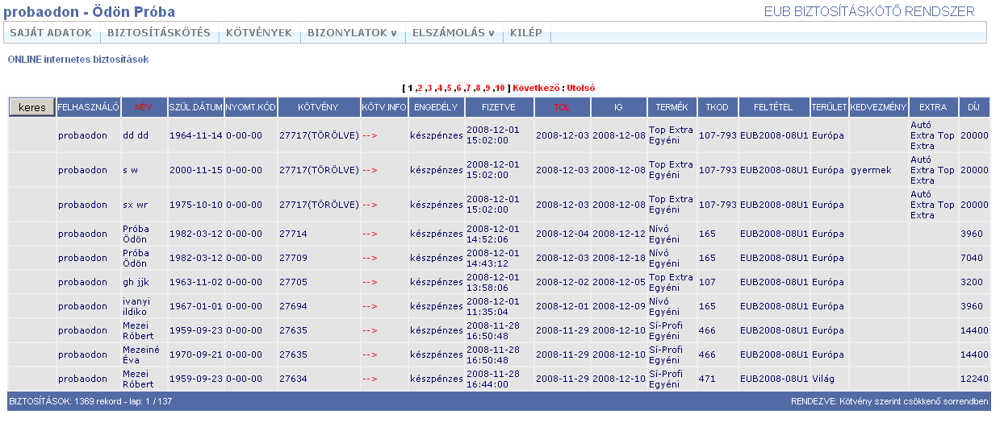 probaodon - Ödön Próba EUB BIZTOSÍTÁSKÖTŐ RENDSZER
SAJÁT ADATOK BIZTOSÍTÁSKÖTÉS KÖTVÉNYEK BIZONYLATOK v ELSZÁMOLÁS v KILÉP
ONLINE internetes biztosítások
[ 1 ,2 ,3 ,4 ,5 ,6 ,7 ,8 ,9 ,10 ] Következő : Utolsó
keres FELHASZNÁLÓ NÉV SZÜL.DÁTUM NYOMT.KÓD KÖTVÉNY KÖTV.INFO ENGEDÉLY FIZETVE TÓL IG TERMÉK TKOD FELTÉTEL TERÜLET KEDVEZMÉNY EXTRA DÍJ
probaodon dd dd 1964-11-14 0-00-00 27717(TÖRÖLVE) --> készpénzes 2008-12-01 15:02:00 2008-12-03 2008-12-08 Top Extra Egyéni 107-793 EUB2008-08U1 Európa Autó Extra Top Extra 20000
probaodon s w 2000-11-15 0-00-00 27717(TÖRÖLVE) --> készpénzes 2008-12-01 15:02:00 2008-12-03 2008-12-08 Top Extra Egyéni 107-793 EUB2008-08U1 Európa gyermek Autó Extra Top Extra 20000
probaodon sx wr 1975-10-10 0-00-00 27717(TÖRÖLVE) --> készpénzes 2008-12-01 15:02:00 2008-12-03 2008-12-08 Top Extra Egyéni 107-793 EUB2008-08U1 Európa Autó Extra Top Extra 20000
probaodon Próba Ödön 1982-03-12 0-00-00 27714 --> készpénzes 2008-12-01 14:52:06 2008-12-04 2008-12-12 Nívó Egyéni 165 EUB2008-08U1 Európa 3960
probaodon Próba Ödön 1982-03-12 0-00-00 27709 --> készpénzes 2008-12-01 14:43:12 2008-12-03 2008-12-18 Nívó Egyéni 165 EUB2008-08U1 Európa 7040
probaodon gh jjk 1963-11-02 0-00-00 27705 --> készpénzes 2008-12-01 13:58:06 2008-12-02 2008-12-05 Top Extra Egyéni 107 EUB2008-08U1 Európa 3200
probaodon ivanyi ildiko 1967-01-01 0-00-00 27694 --> készpénzes 2008-12-01 11:35:04 2008-12-01 2008-12-09 Nívó Egyéni 165 EUB2008-08U1 Európa 3960
probaodon Mezei Róbert 1959-09-23 0-00-00 27635 --> készpénzes 2008-11-28 16:50:48 2008-11-29 2008-12-10 Sí-Profi Egyéni 466 EUB2008-08U1 Európa 14400
probaodon Mezeiné Éva 1970-09-21 0-00-00 27635 --> készpénzes 2008-11-28 16:50:48 2008-11-29 2008-12-10 Sí-Profi Egyéni 466 EUB2008-08U1 Európa 14400
probaodon Mezei Róbert 1959-09-23 0-00-00 27634 --> készpénzes 2008-11-28 16:44:00 2008-11-29 2008-12-10 Sí-Profi Egyéni 471 EUB2008-08U1 Világ 12240
BIZTOSÍTÁSOK: 1369 rekord - lap: 1 / 137 RENDEZVE: Kötvény szerint csökkenő sorrendben